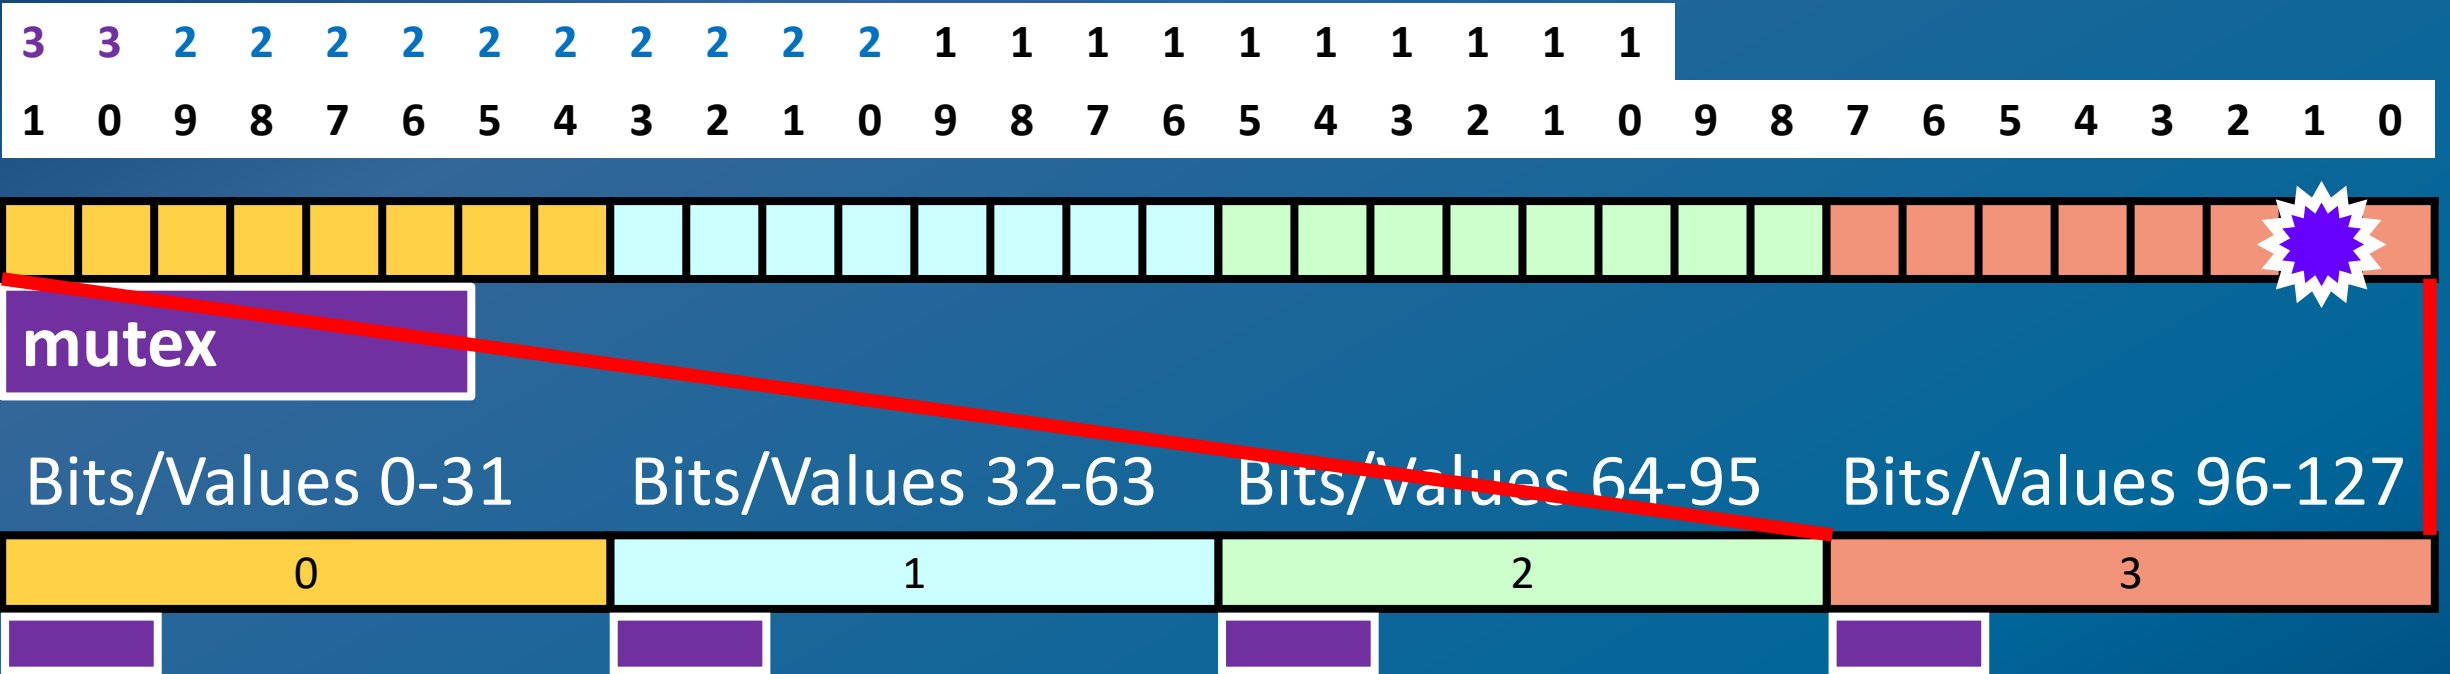 3 3 2 2 2 2 2 2 2 2 2 2 1 1 1 1 1 1 1 1 1 1
1 0 9 8 7 6 5 4 3 2 1 0 9 8 7 6 5 4 3 2 1 0 9 8 7 6 5 4 3 2 1 0
mutex
Bits/Values 0-31 Bits/Values 32-63 Bits/Values 64-95 Bits/Values 96-127
0 1 2 3